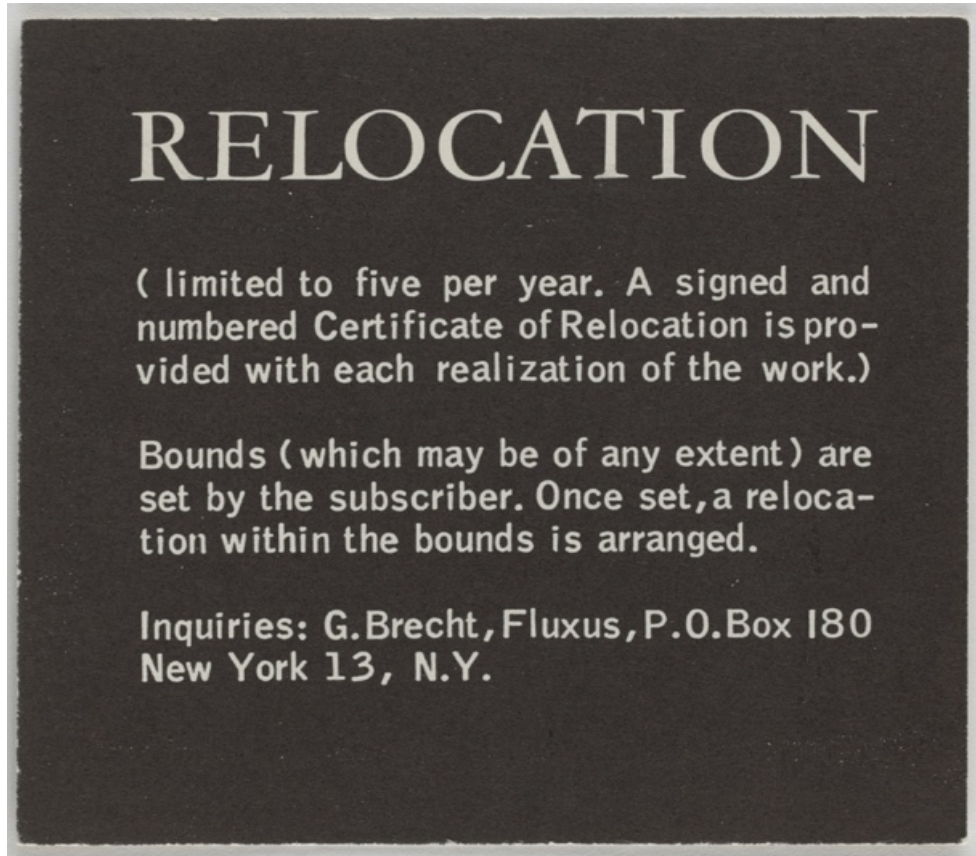 RELOCATION
( limited to five per year. A signed and
numbered Certificate of Relocation is pro-
vided with each realization of the work.)
Bounds (which may be of any extent) are
set by the subscriber. Once set, a reloca-
tion within the bounds is arranged.
Inquiries: G.Brecht, Fluxus, P.O.Box 180
New York 13, N.Y.